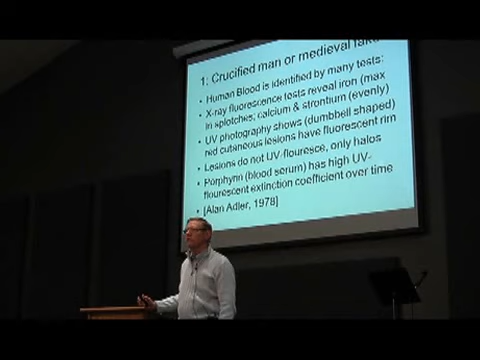 1: Crucified man or medieval fake
• Human Blood is identified by many tests:
• X-ray fluorescence tests reveal iron (max
in splotches; calcium & strontium (evenly)
• UV photography shows (dumbbell shaped)
red cutaneous lesions have fluorescent rim
• Lesions do not UV-flouresce, only halos
• Porphyrin (blood serum) has high UV-
flourescent extinction coefficient over time
• [Alan Adler, 1978]